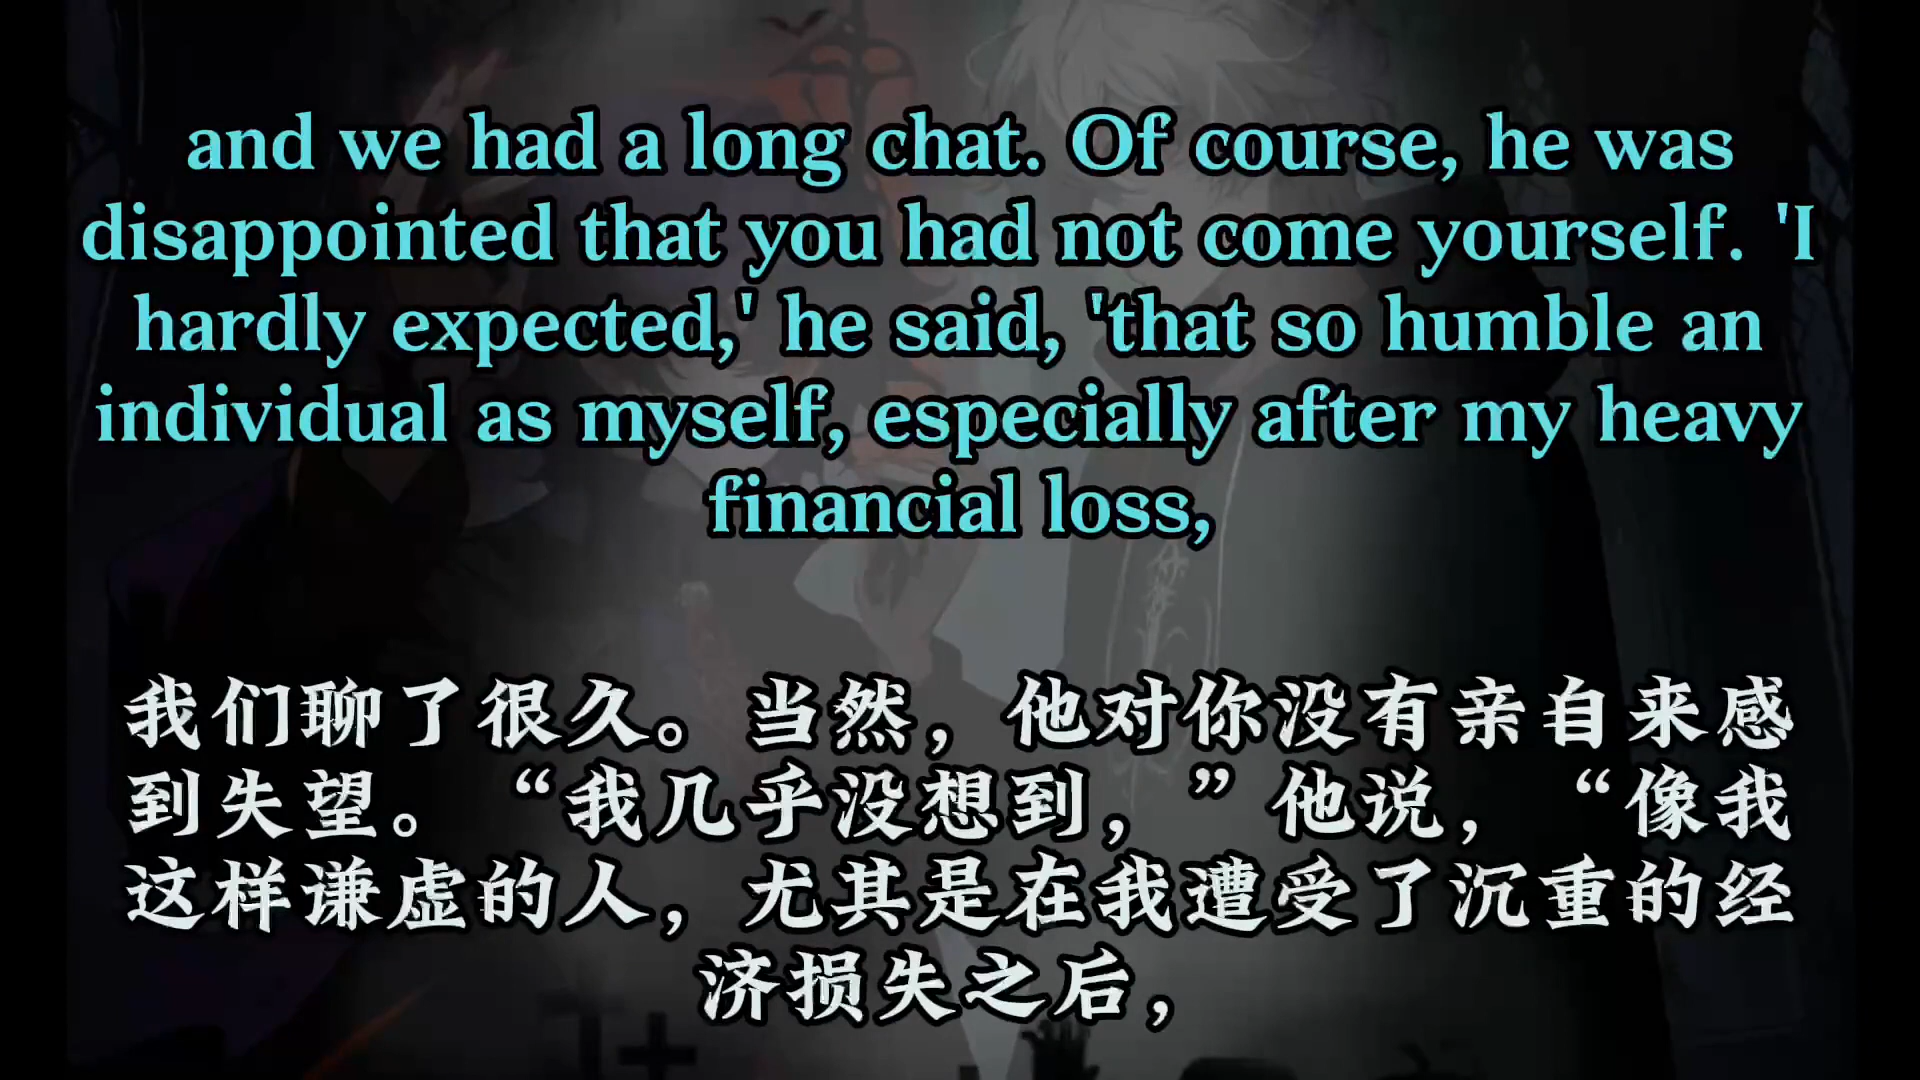 and we had a long chat. Of course, he was
disappointed that you had not come yourself. 'I
hardly expected,' he said, 'that so humble an
individual as myself, especially after my heavy
financial loss,
我们聊了很久。当然，他对你没有亲自来感
到失望。“我几乎没想到，”他说，“像我
这样谦虚的人，尤其是在我遭受了沉重的经
济损失之后，